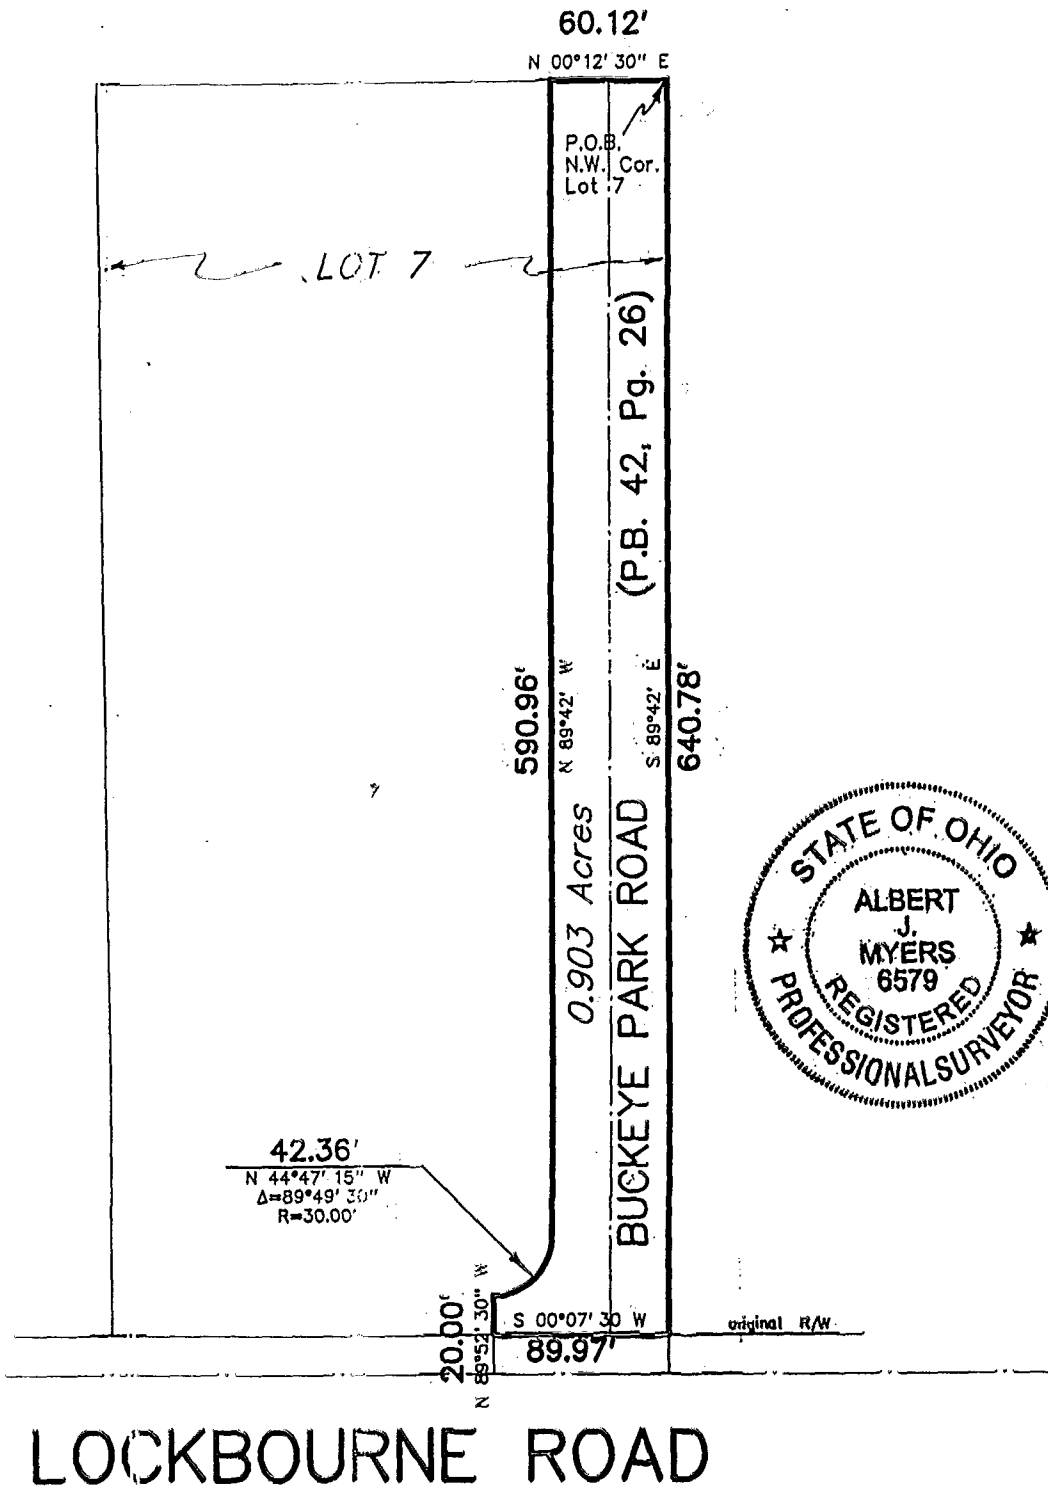 60.12'
N 00°12' 30" E
P.O.B.
N.W. Cor.
Lot 7
LOT 7
(P.B. 42, Pg. 26)
590.96'
N 89°42' W
S 89°42' E
640.78'
0.903 Acres
BUCKEYE PARK ROAD
STATE OF OHIO
ALBERT
J.
MYERS
6579
REGISTERED
PROFESSIONAL SURVEYOR
42.36'
N 44°47' 15" W
Δ=89°49' 30"
R=30.00'
20.00'
N 89°52' 30" W
S 00°07' 30 W
89.97'
original R/W
LOCKBOURNE ROAD